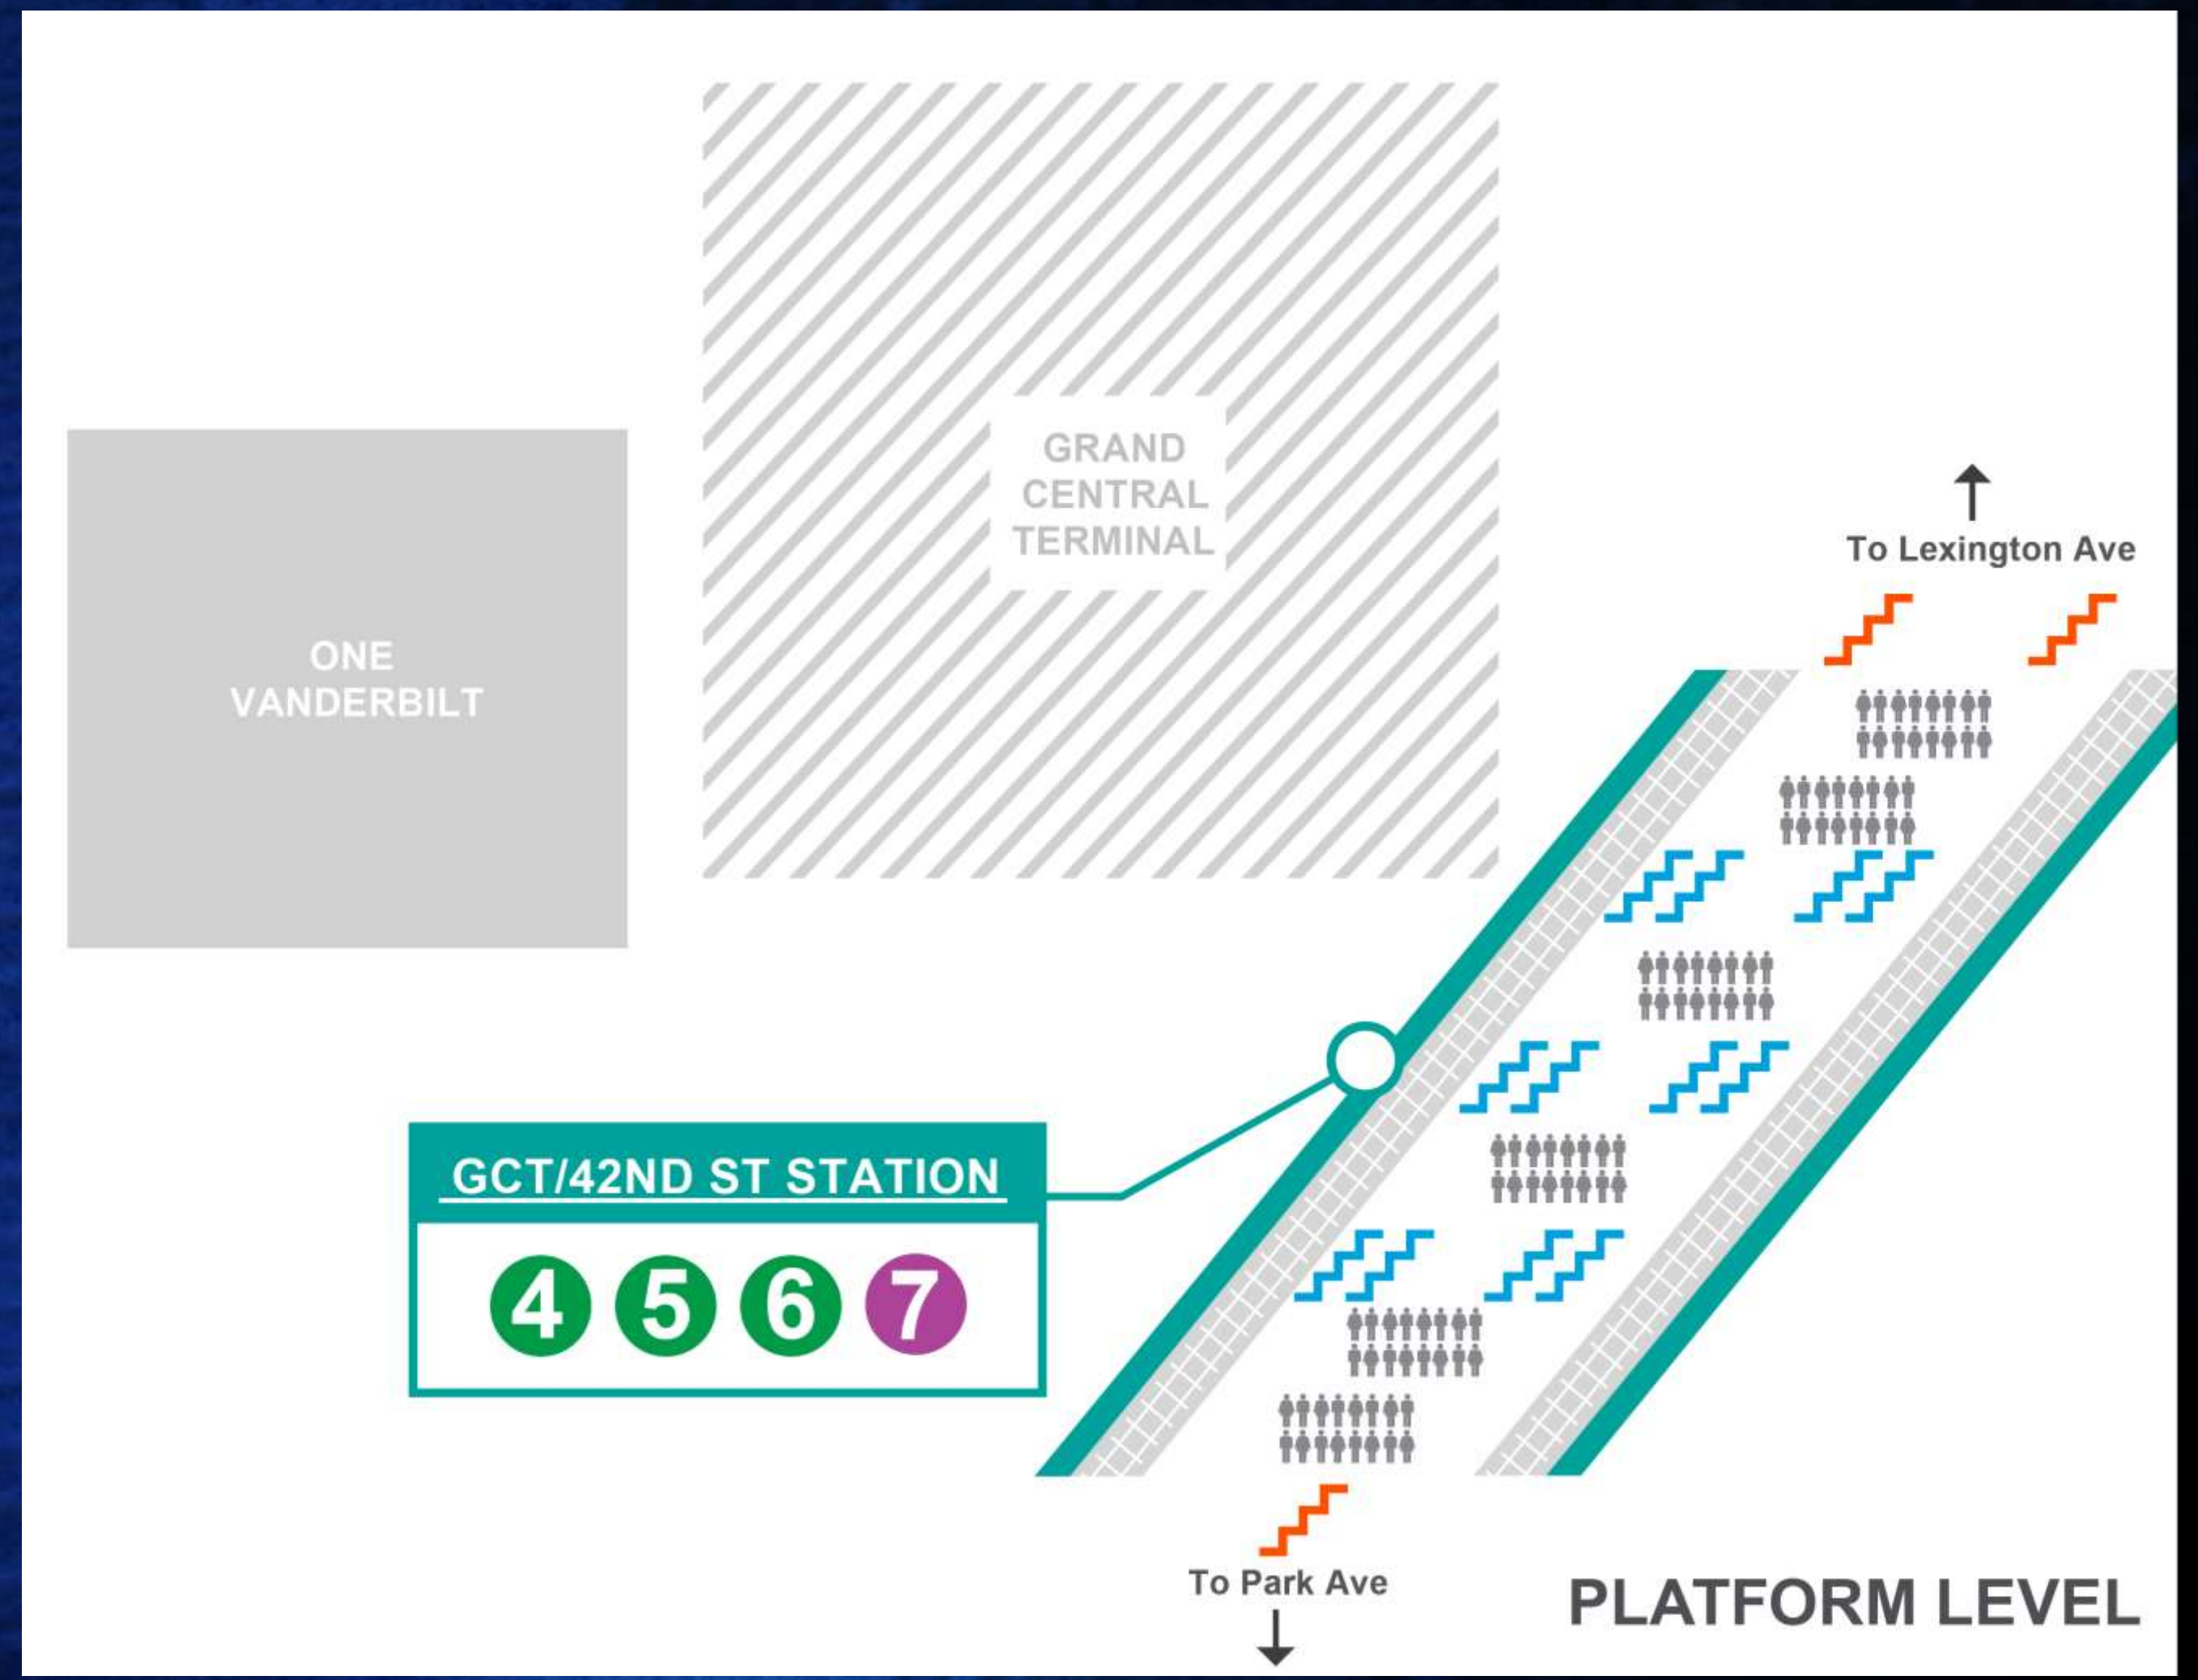 GRAND
CENTRAL
TERMINAL
To Lexington Ave
ONE
VANDERBILT
GCT/42ND ST STATION
4 5 6 7
To Park Ave
PLATFORM LEVEL